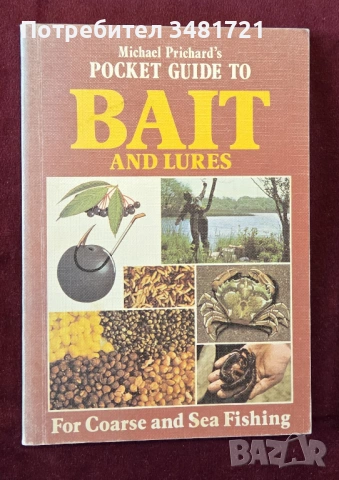 Потребител 3481721
Michael Prichard's
POCKET GUIDE TO
BAIT
AND LURES
For Coarse and Sea Fishing
BAZAR